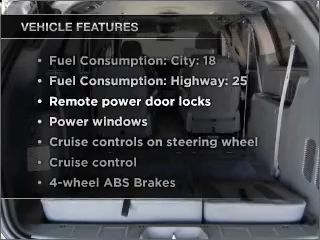 VEHICLE FEATURES
• Fuel Consumption: City: 18
• Fuel Consumption: Highway: 25
• Remote power door locks
• Power windows
• Cruise controls on steering wheel
• Cruise control
• 4-wheel ABS Brakes